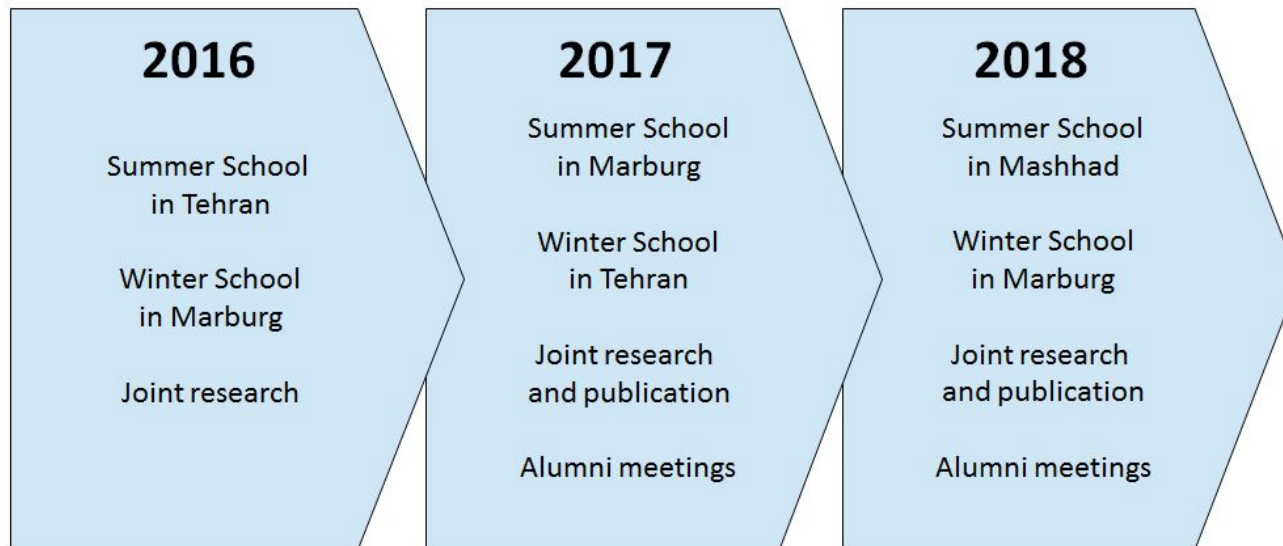 2016
Summer School
in Tehran
Winter School
in Marburg
Joint research
2017
Summer School
in Marburg
Winter School
in Tehran
Joint research
and publication
Alumni meetings
2018
Summer School
in Mashhad
Winter School
in Marburg
Joint research
and publication
Alumni meetings